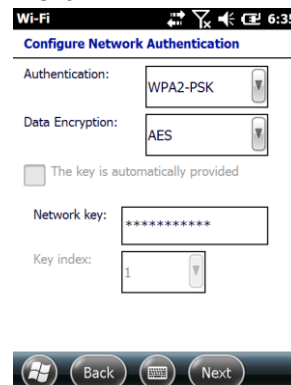 Wi-Fi 6:35
Configure Network Authentication
Authentication:
WPA2-PSK
Data Encryption:
AES
The key is automatically provided
Network key:
***********
Key index:
1
Back Next